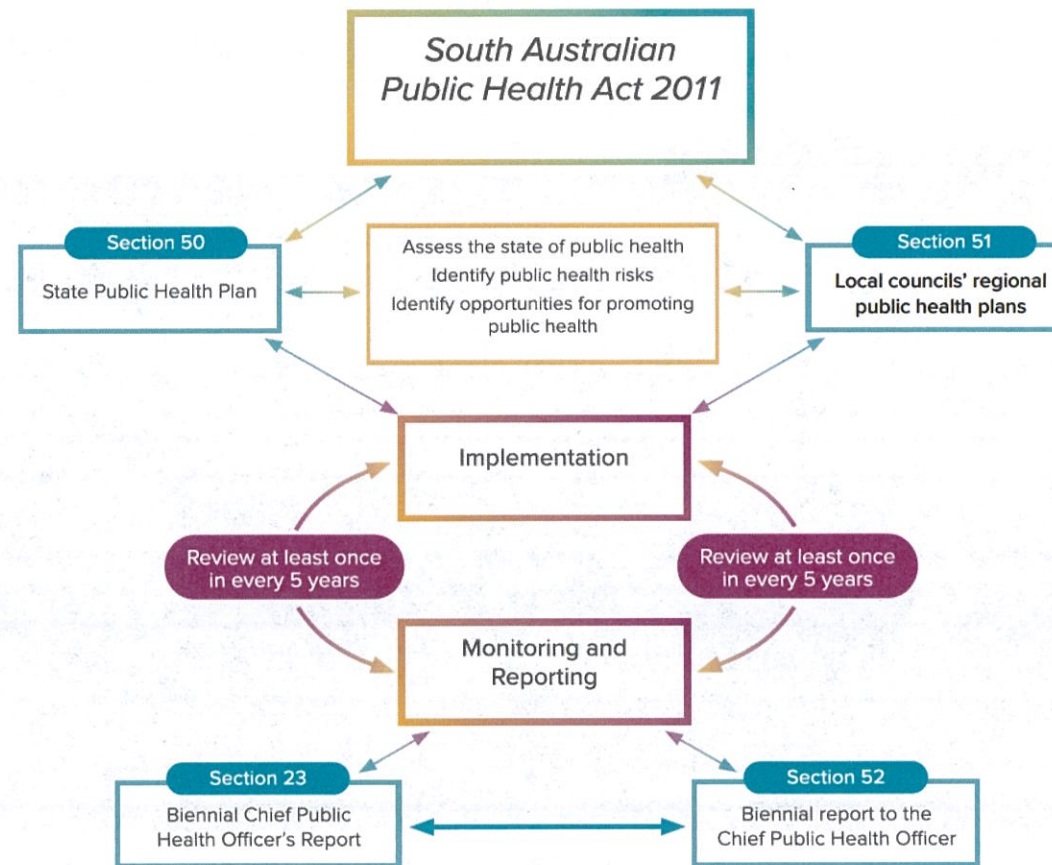 South Australian
Public Health Act 2011
Section 50
State Public Health Plan
Assess the state of public health
Identify public health risks
Identify opportunities for promoting
public health
Section 51
Local councils' regional
public health plans
Implementation
Review at least once
in every 5 years
Review at least once
in every 5 years
Monitoring and
Reporting
Section 23
Biennial Chief Public
Health Officer's Report
Section 52
Biennial report to the
Chief Public Health Officer